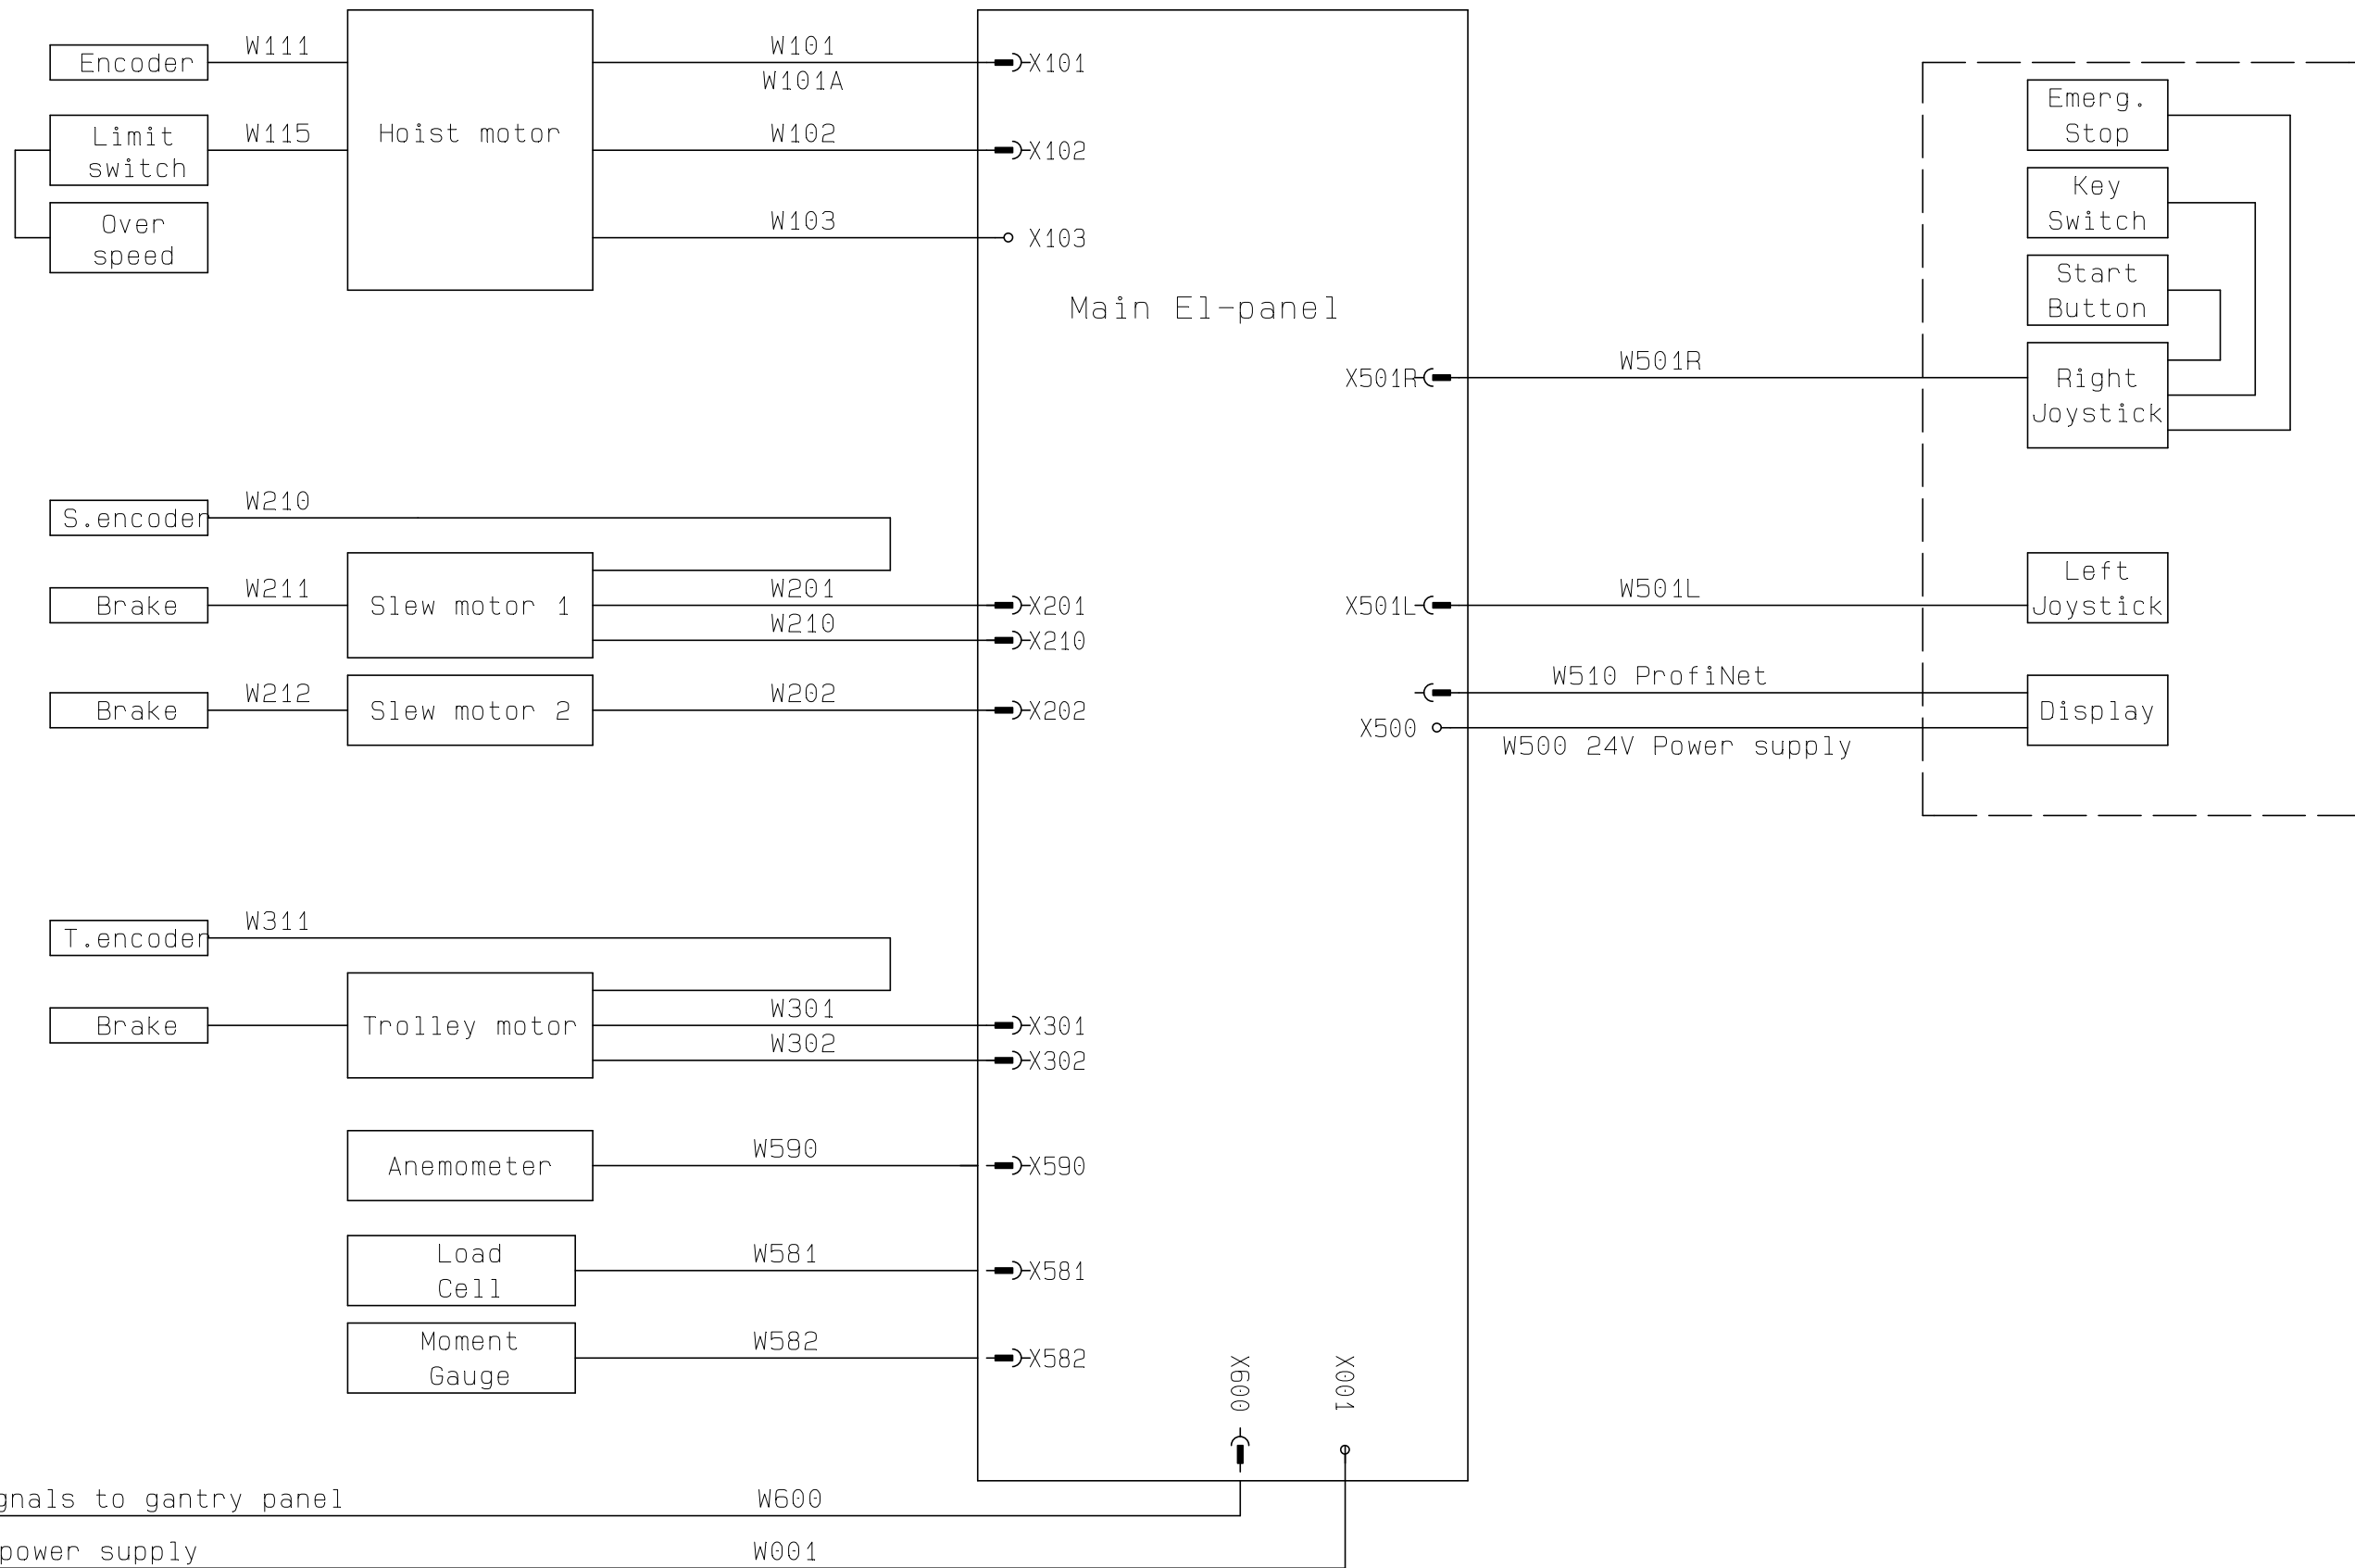 Encoder
W111
Limit
switch
W115
Over
speed
Hoist motor
W101
W101A
X101
W102
X102
W103
X103
Main El-panel
Emerg.
Stop
Key
Switch
Start
Button
X501R
W501R
Right
Joystick
S.encoder
W210
Brake
W211
Slew motor 1
W201
X201
W210
X210
X501L
W501L
Left
Joystick
Brake
W212
Slew motor 2
W202
X202
W510 ProfiNet
X500
W500 24V Power supply
Display
T.encoder
W311
Brake
Trolley motor
W301
X301
W302
X302
Anemometer
W590
X590
Load
Cell
W581
X581
Moment
Gauge
W582
X582
X600
X001
gnals to gantry panel
W600
power supply
W001